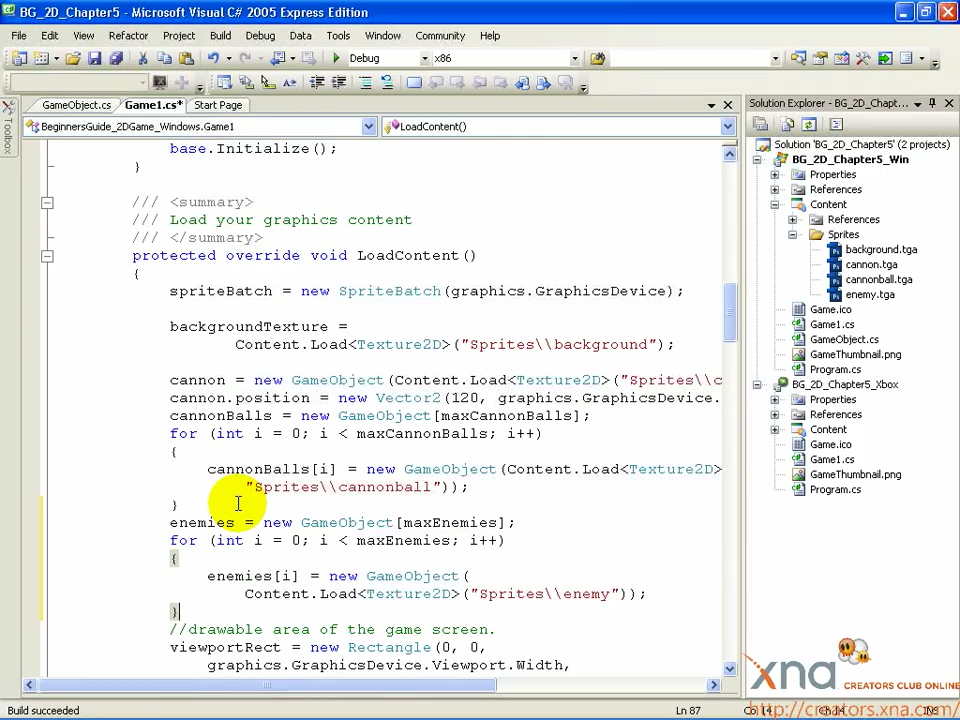 BG_2D_Chapter5 - Microsoft Visual C# 2005 Express Edition
File Edit View Refactor Project Build Debug Data Tools Window Community Help
Debug x86
GameObject.cs Game1.cs* Start Page
Toolbox
BeginnersGuide_2DGame_Windows.Game1 LoadContent()
base.Initialize();
}
/// <summary>
/// Load your graphics content
/// </summary>
protected override void LoadContent()
{
spriteBatch = new SpriteBatch(graphics.GraphicsDevice);
backgroundTexture =
Content.Load<Texture2D>("Sprites\\background");
cannon = new GameObject(Content.Load<Texture2D>("Sprites\\c
cannon.position = new Vector2(120, graphics.GraphicsDevice.
cannonBalls = new GameObject[maxCannonBalls];
for (int i = 0; i < maxCannonBalls; i++)
{
cannonBalls[i] = new GameObject(Content.Load<Texture2D>
"Sprites\\cannonball"));
}
enemies = new GameObject[maxEnemies];
for (int i = 0; i < maxEnemies; i++)
{
enemies[i] = new GameObject(
Content.Load<Texture2D>("Sprites\\enemy"));
}
//drawable area of the game screen.
viewportRect = new Rectangle(0, 0,
graphics.GraphicsDevice.Viewport.Width,
Solution Explorer - BG_2D_Chapt...
Solution 'BG_2D_Chapter5' (2 projects)
BG_2D_Chapter5_Win
Properties
References
Content
References
Sprites
background.tga
cannon.tga
cannonball.tga
enemy.tga
Game.ico
Game1.cs
GameObject.cs
GameThumbnail.png
Program.cs
BG_2D_Chapter5_Xbox
Properties
References
Content
Game.ico
Game1.cs
GameThumbnail.png
Program.cs
xna CREATORS CLUB ONLINE
http://creators.xna.com/
Build succeeded Ln 87